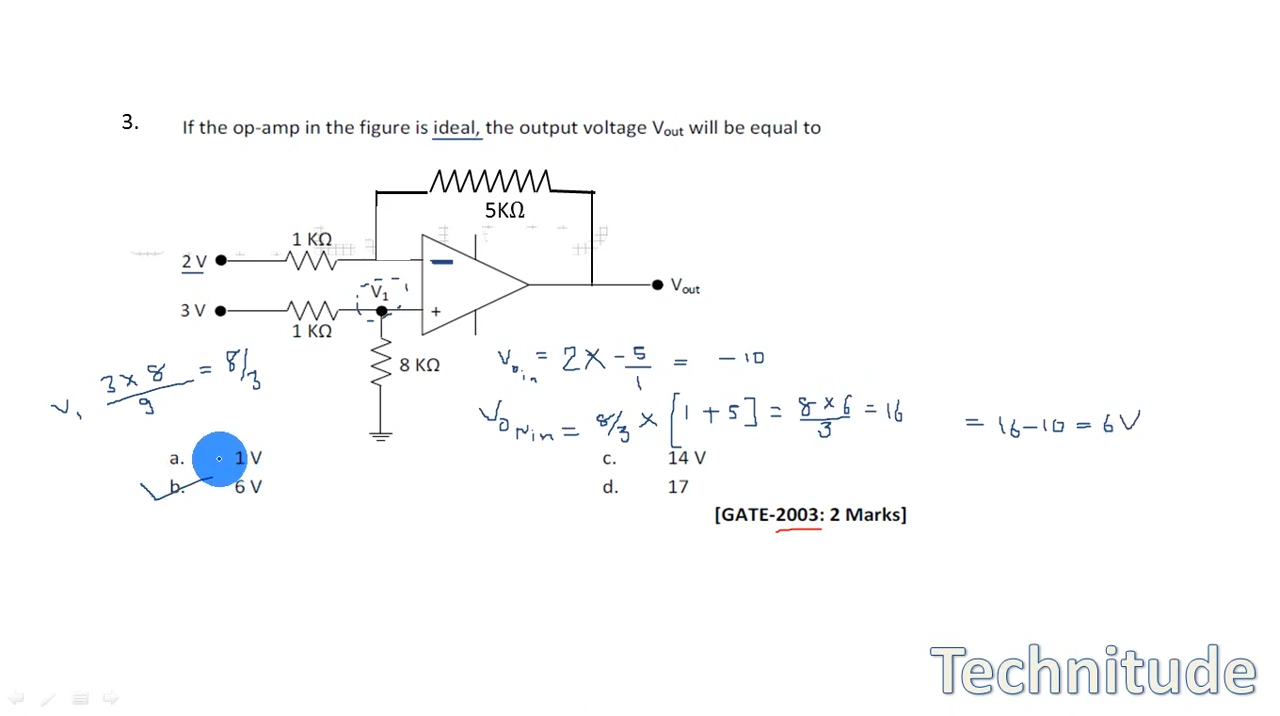 3. If the op-amp in the figure is ideal, the output voltage Vout will be equal to
5KΩ
1 KΩ
2 V
V1
3 V
1 KΩ
8 KΩ
−
+
Vout
V1 3 × 8 / 9 = 8/3
Vo in = 2 × − 5/1 = − 10
Vo Nin = 8/3 × [1 + 5] = 8 × 6 / 3 = 16
= 16 − 10 = 6 V
a. 1 V
b. 6 V
c. 14 V
d. 17
[GATE-2003: 2 Marks]
Technitude